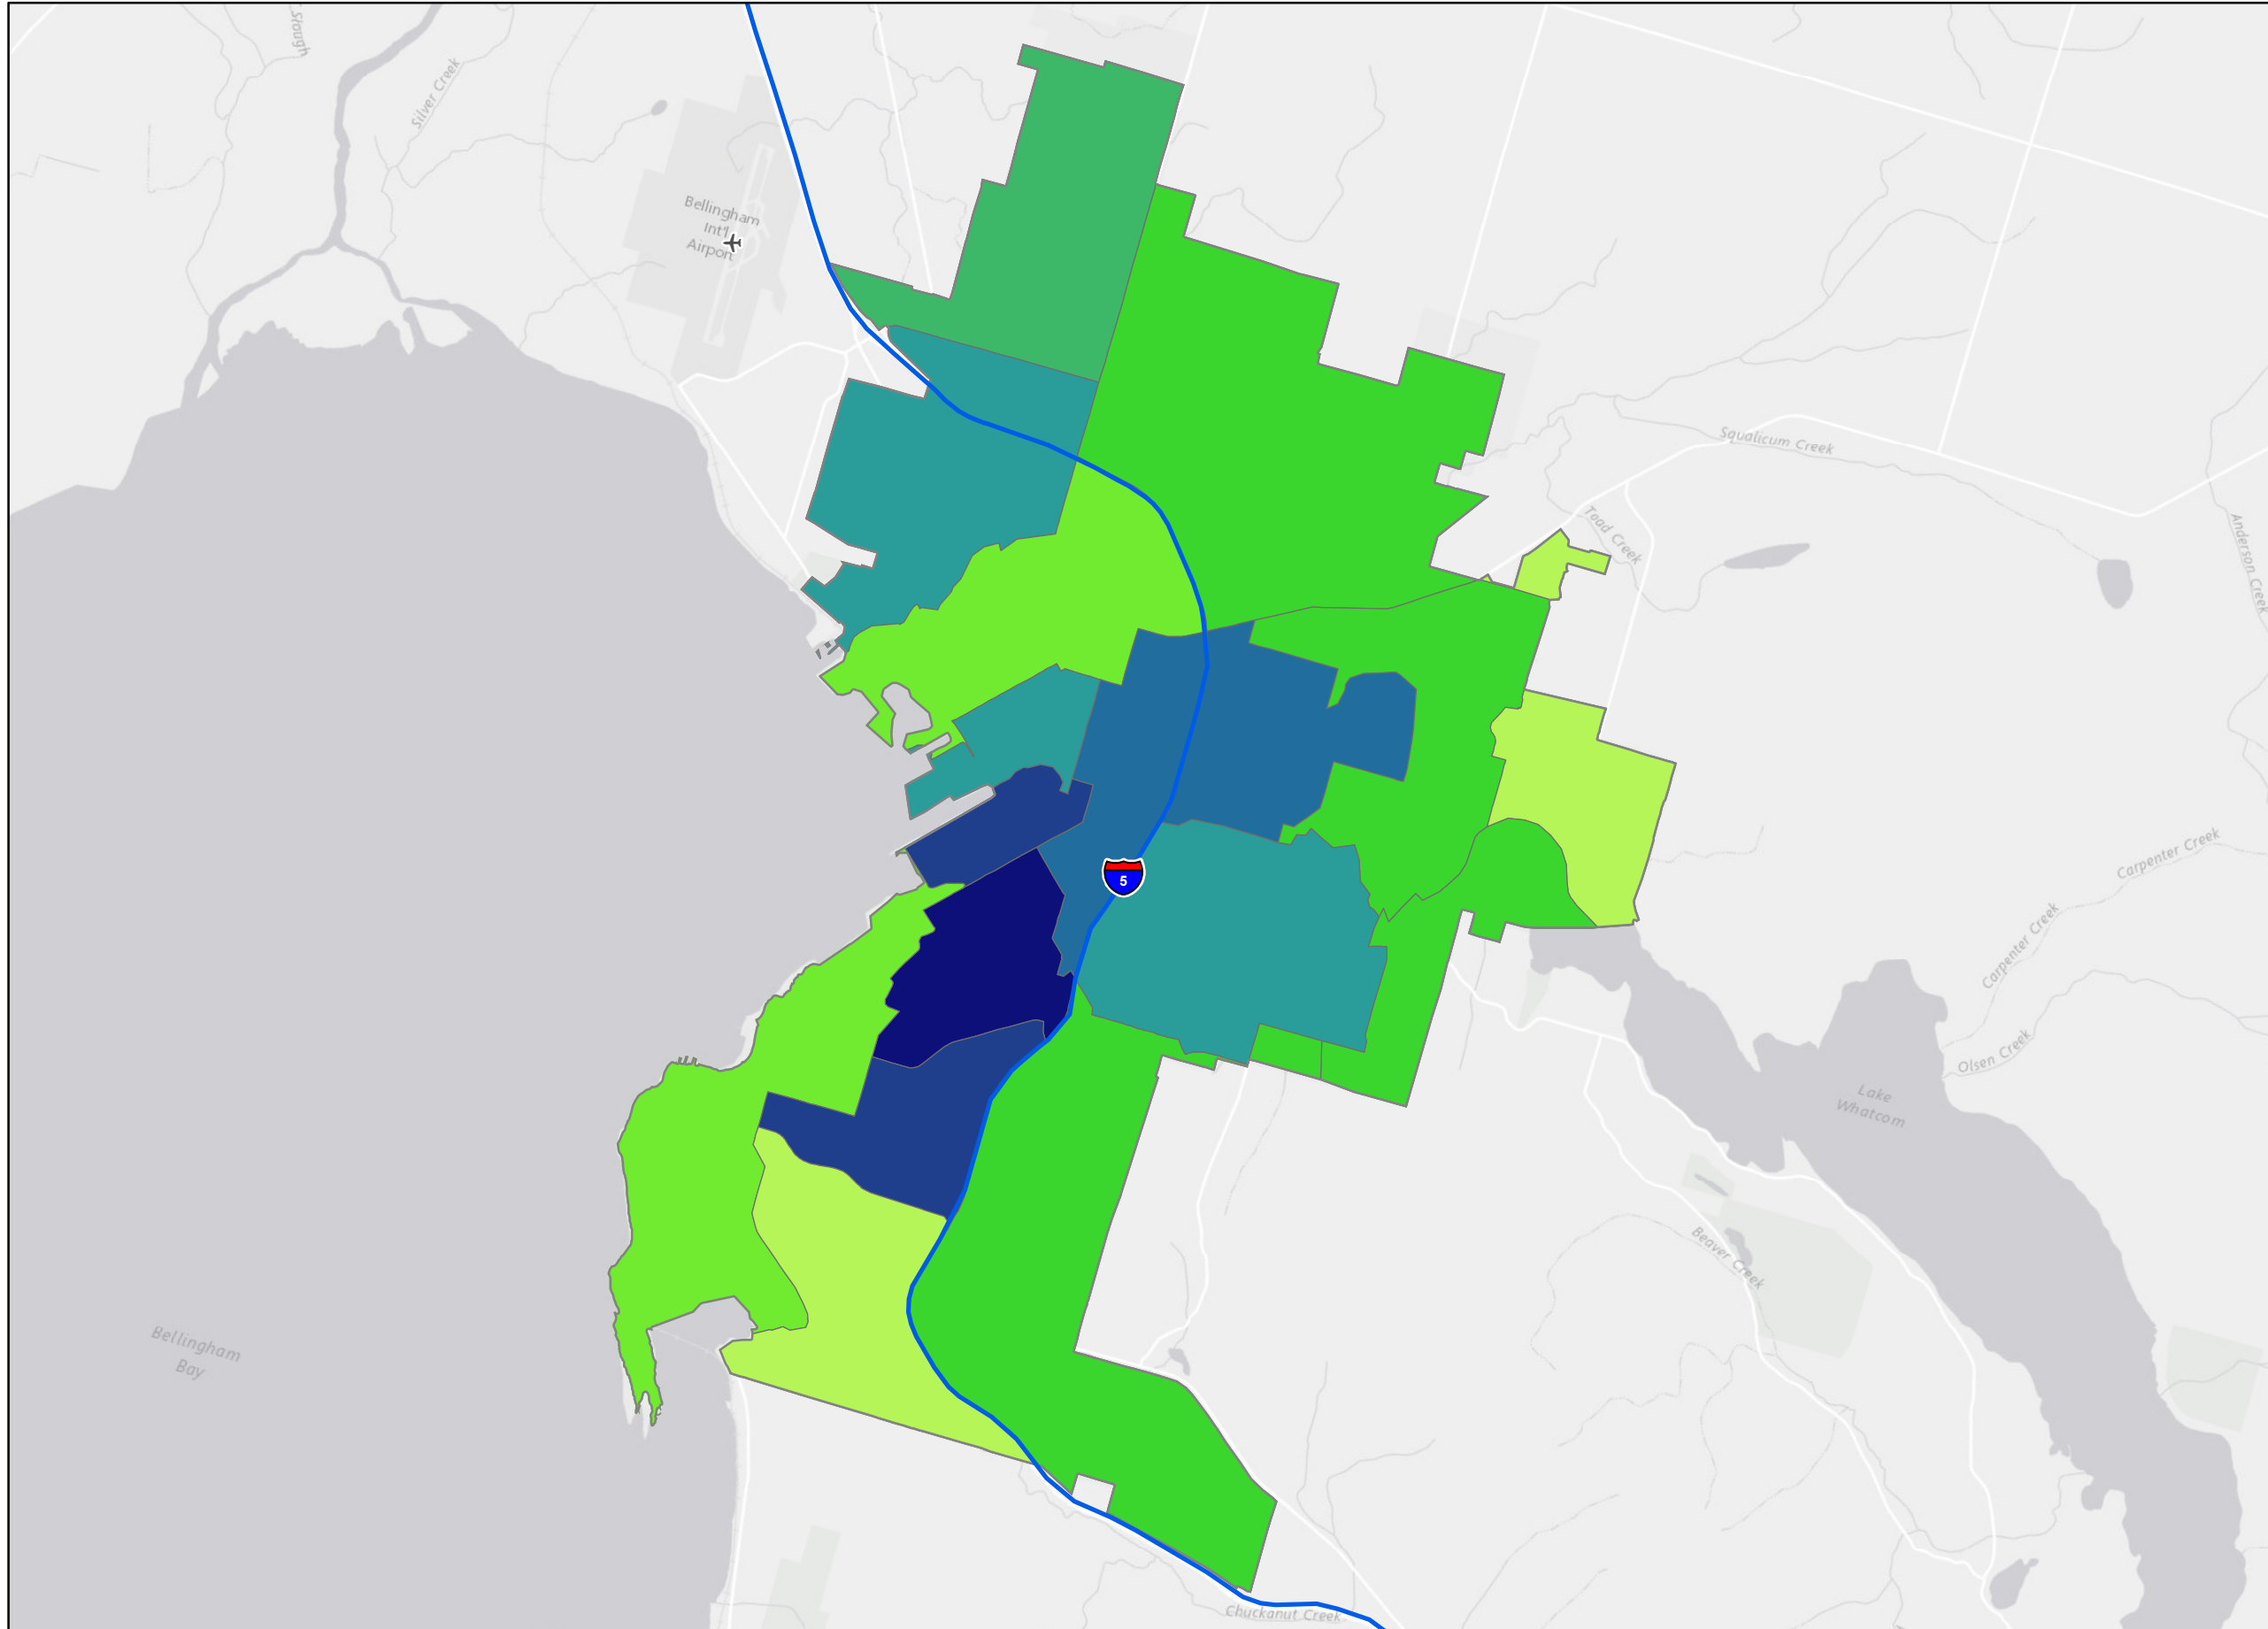 Slough
Silver Creek
Bellingham
Int'l
Airport
Squalicum Creek
Toad Creek
Anderson Creek
5
Carpenter Creek
Carpenter Creek
Olsen Creek
Lake
Whatcom
Beaver Creek
Bellingham
Bay
Chuckanut Creek